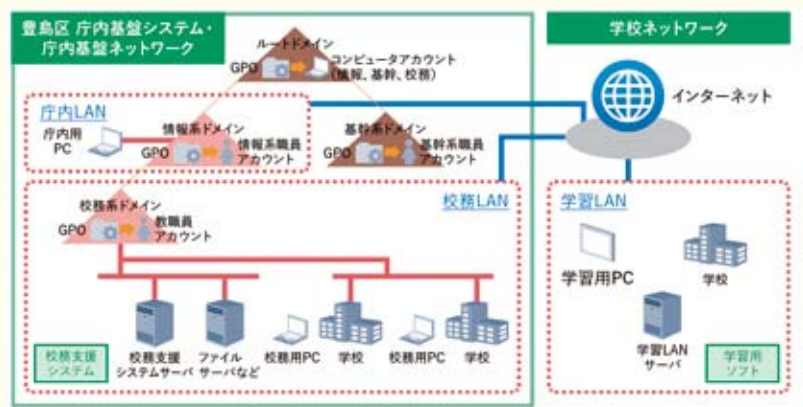 豊島区 庁内基盤システム・
庁内基盤ネットワーク
ルートドメイン
GPO
コンピュータアカウント
(情報、基幹、校務)
庁内LAN
庁内用
PC
情報系ドメイン
GPO
情報系職員
アカウント
基幹系ドメイン
GPO
基幹系職員
アカウント
校務系ドメイン
GPO
教職員
アカウント
校務LAN
校務支援
システム
校務支援
システムサーバ
ファイル
サーバなど
校務用PC
学校
校務用PC
学校
学校ネットワーク
インターネット
学習LAN
学習用PC
学校
学習LAN
サーバ
学習用
ソフト